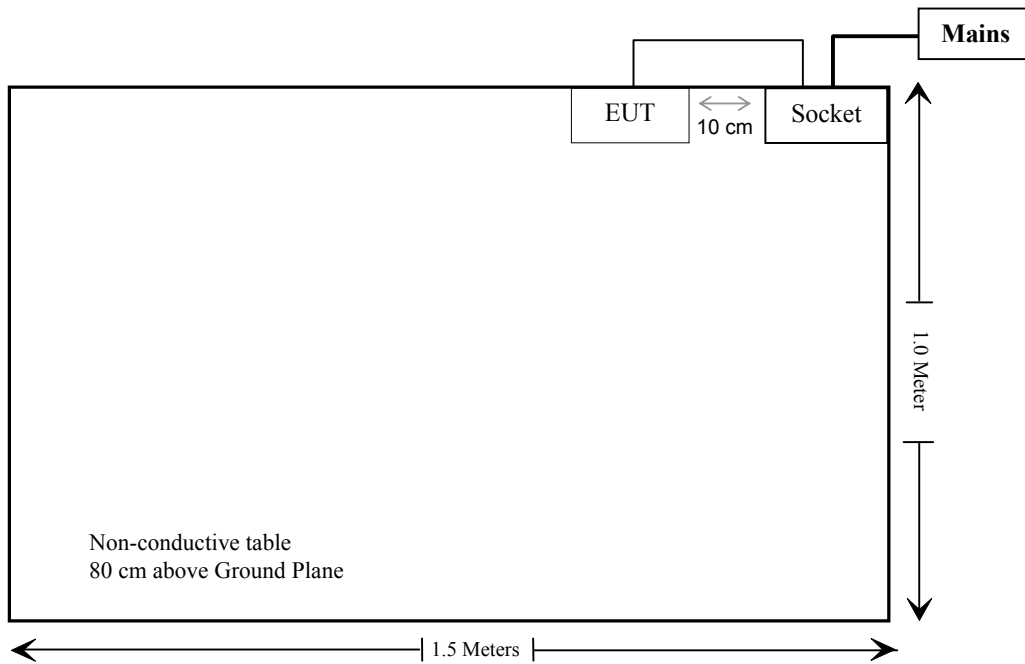 Mains
EUT
10 cm
Socket
1.0 Meter
Non-conductive table
80 cm above Ground Plane
1.5 Meters